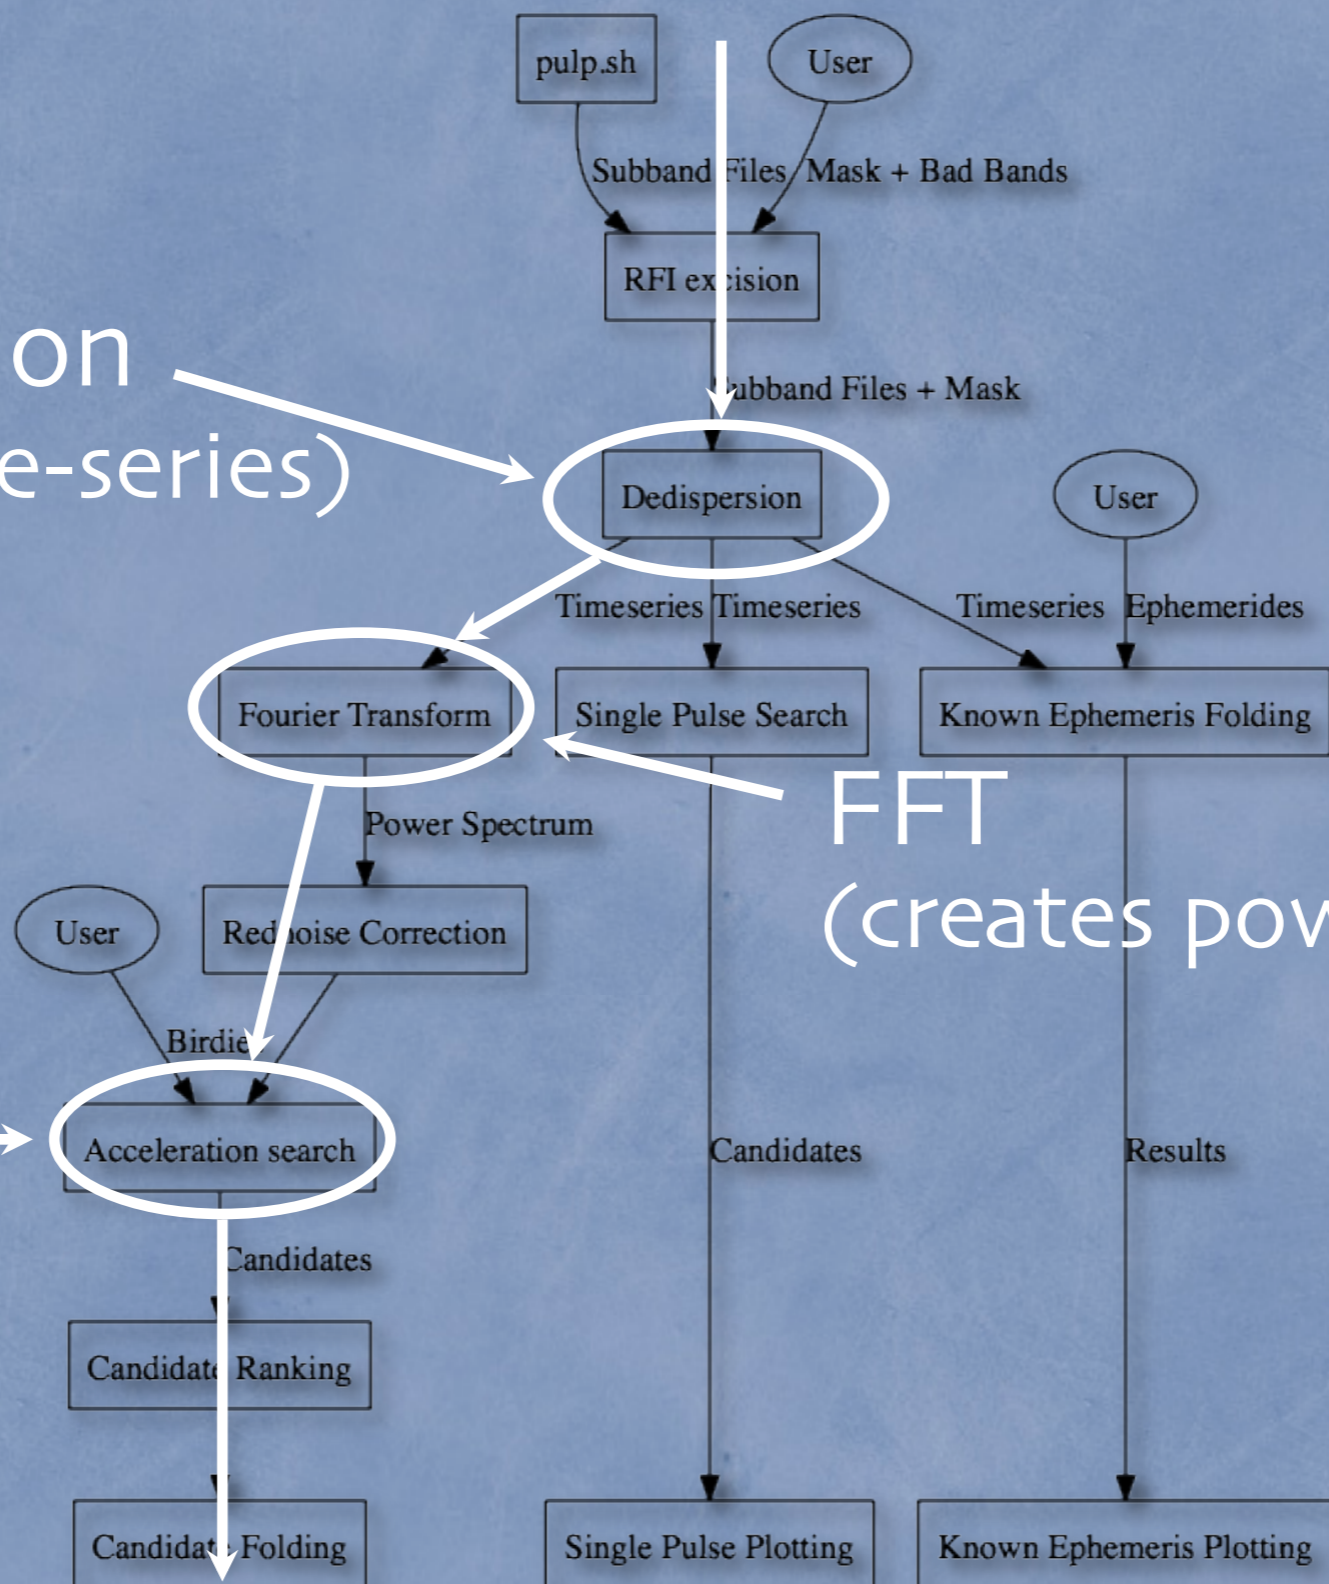 pulp.sh
User
Subband Files
Mask + Bad Bands
RFI excision
Subband Files + Mask
on
e-series)
Dedispersion
User
Timeseries
Timeseries
Timeseries
Ephemerides
Fourier Transform
Single Pulse Search
Known Ephemeris Folding
FFT
(creates pow
Power Spectrum
User
Rednoise Correction
Birdie
Acceleration search
Candidates
Results
Candidates
Candidate Ranking
Candidate Folding
Single Pulse Plotting
Known Ephemeris Plotting